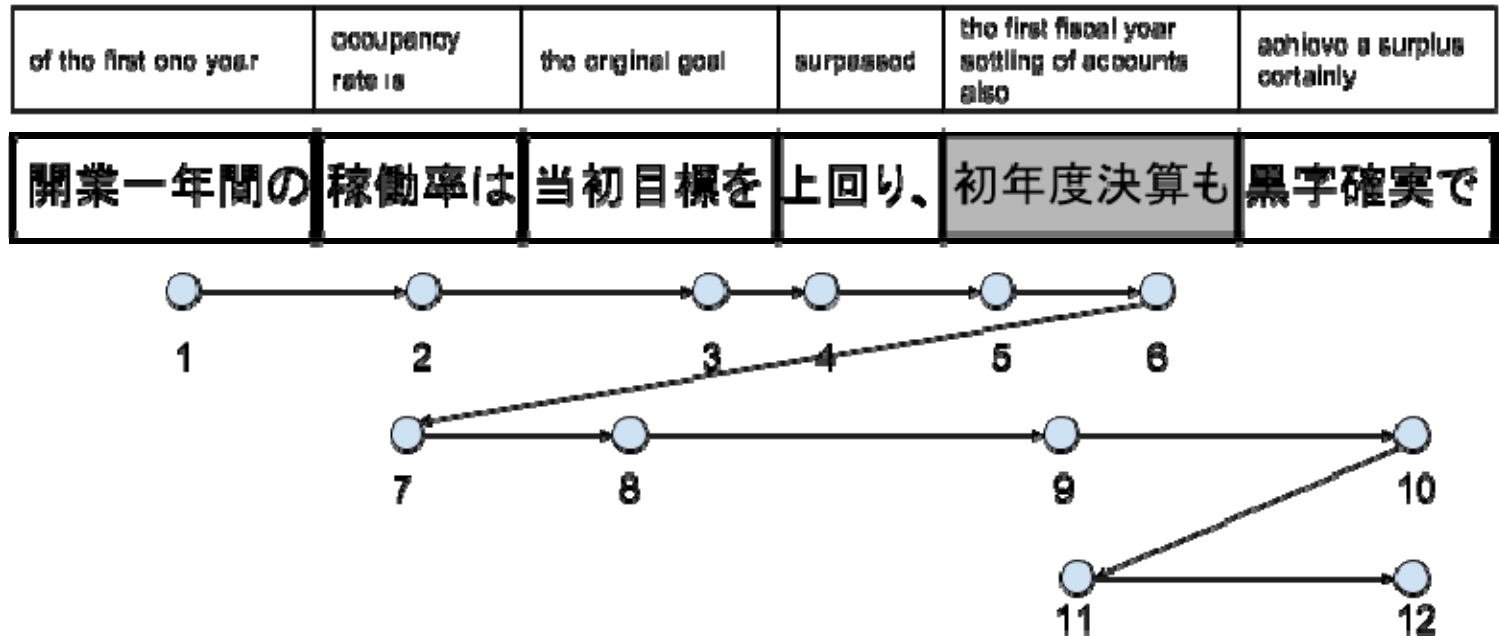 of the first one year
occupancy
rate is
the original goal
surpassed
the first fiscal year
settling of accounts
also
achieve a surplus
certainly
開業一年間の 稼働率は 当初目標を 上回り、 初年度決算も 黒字確実で
1 2 3 4 5 6
7 8 9 10
11 12